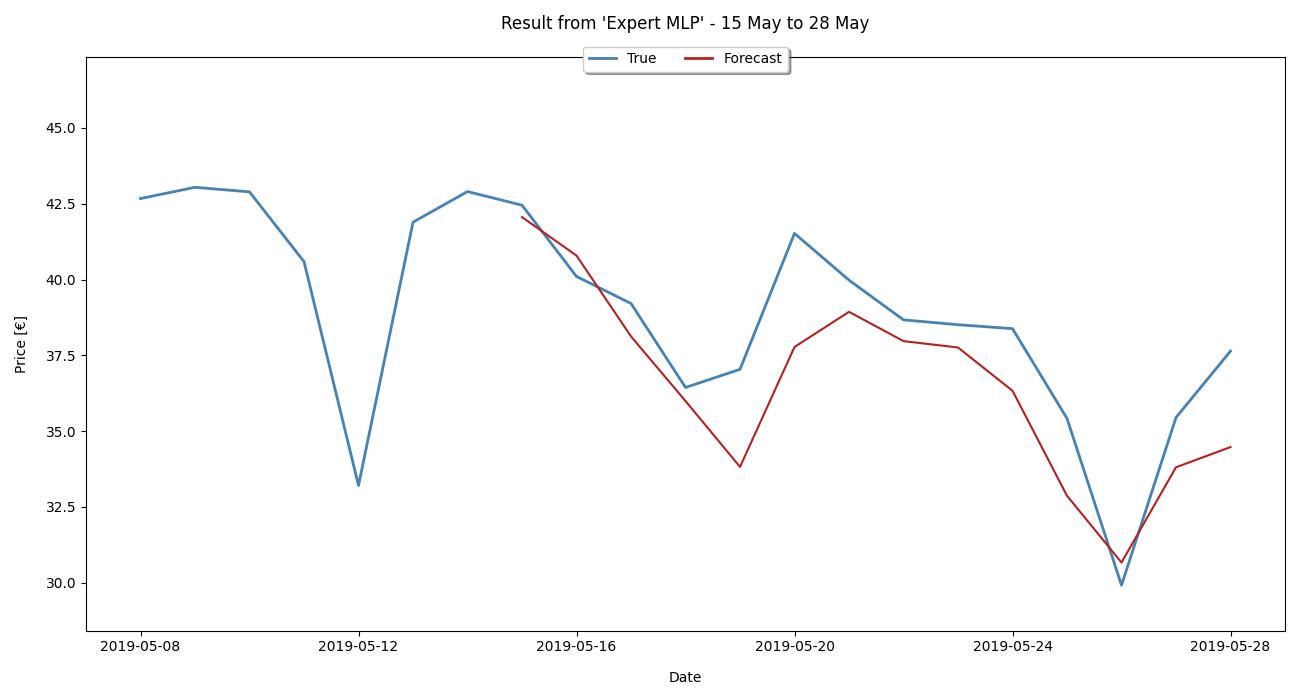 Result from 'Expert MLP' - 15 May to 28 May
True Forecast
45.0
42.5
40.0
37.5
35.0
32.5
30.0
Price [€]
2019-05-08 2019-05-12 2019-05-16 2019-05-20 2019-05-24 2019-05-28
Date